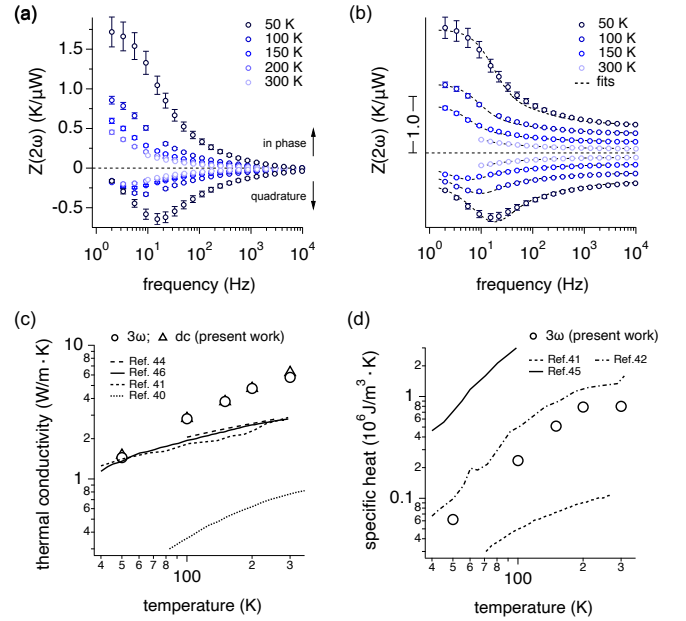 (a)
Z(2ω) (K/μW)
1.5
1.0
0.5
0
-0.5
50 K
100 K
150 K
200 K
300 K
in phase
quadrature
10⁰ 10¹ 10² 10³ 10⁴
frequency (Hz)
(b)
Z(2ω) (K/μW)
1.0
50 K
100 K
150 K
300 K
fits
10⁰ 10¹ 10² 10³ 10⁴
frequency (Hz)
(c)
thermal conductivity (W/m · K)
3ω; dc (present work)
Ref. 44
Ref. 46
Ref. 41
Ref. 40
10
8
6
4
2
1
8
6
4
4 5 6 7 8 100 2 3
temperature (K)
(d)
specific heat (10⁶ J/m³ · K)
3ω (present work)
Ref.41 Ref.42
Ref.45
2
1
8
6
4
2
0.1
8
6
4
4 5 6 7 8 100 2 3
temperature (K)